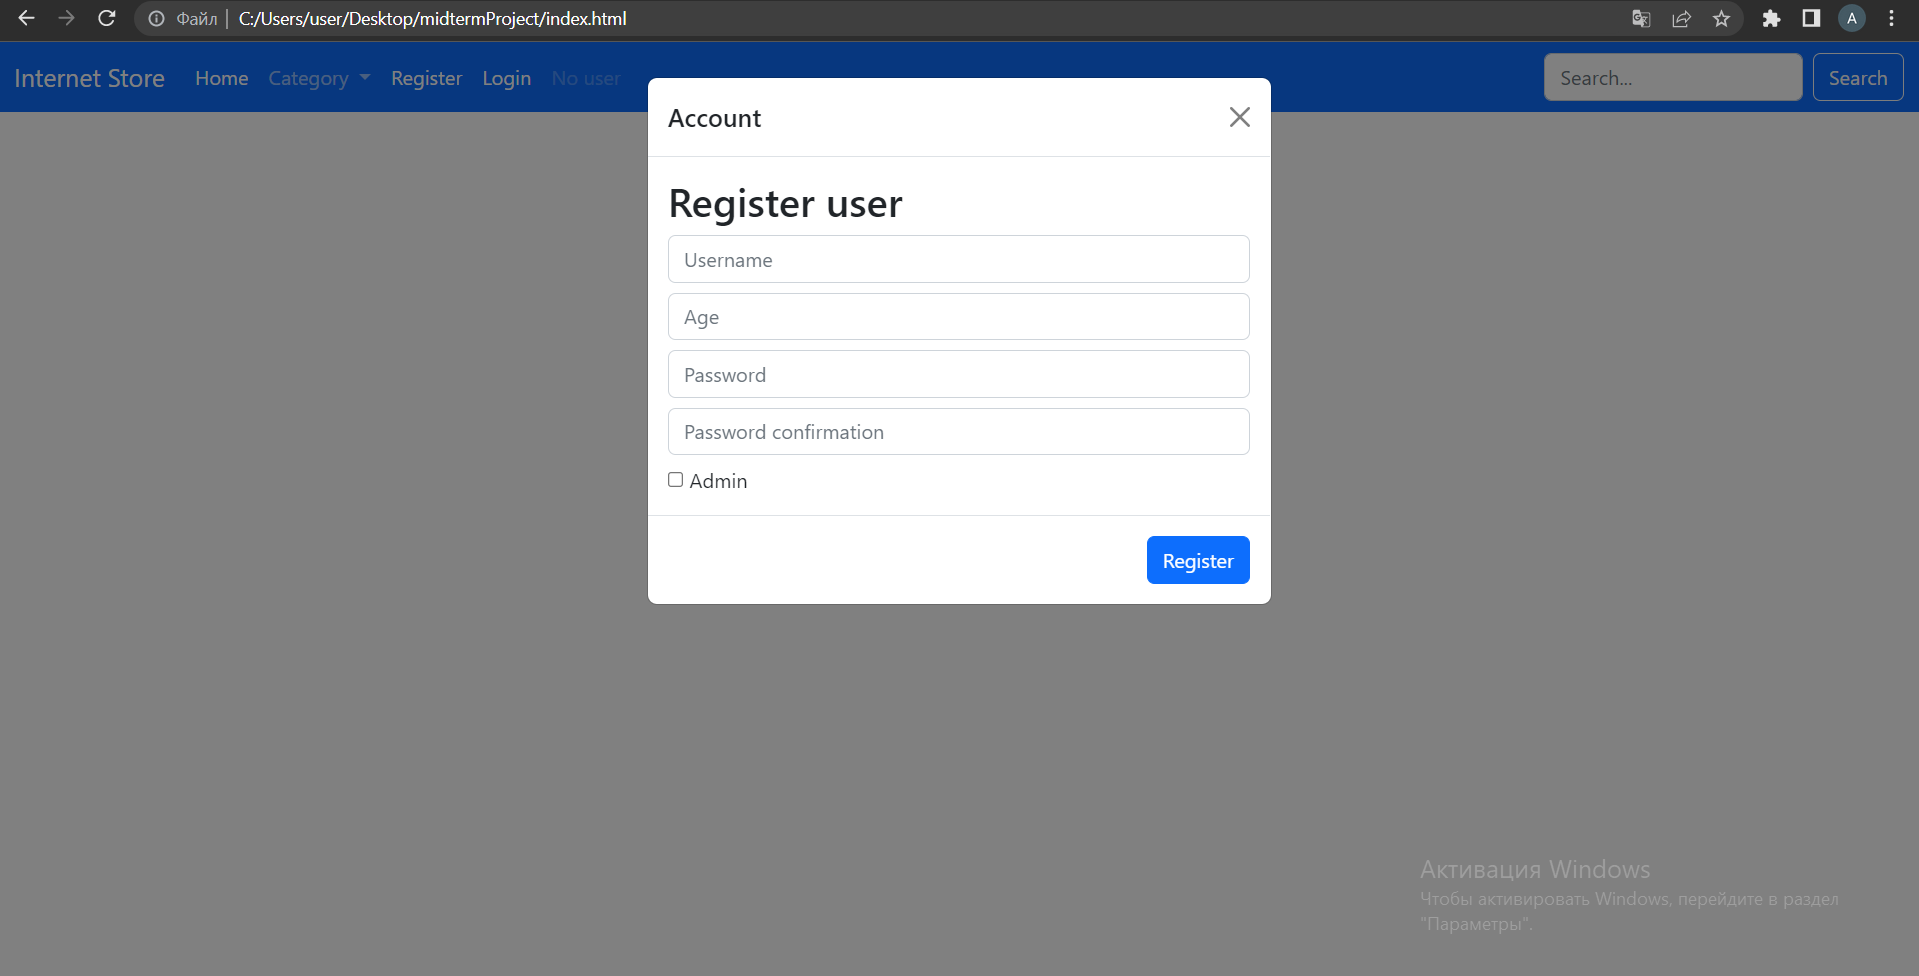 Файл C:/Users/user/Desktop/midtermProject/index.html
A
Internet Store Home Category Register Login No user Search... Search
Account
Register user
Username
Age
Password
Password confirmation
Admin
Register
Активация Windows
Чтобы активировать Windows, перейдите в раздел
"Параметры".